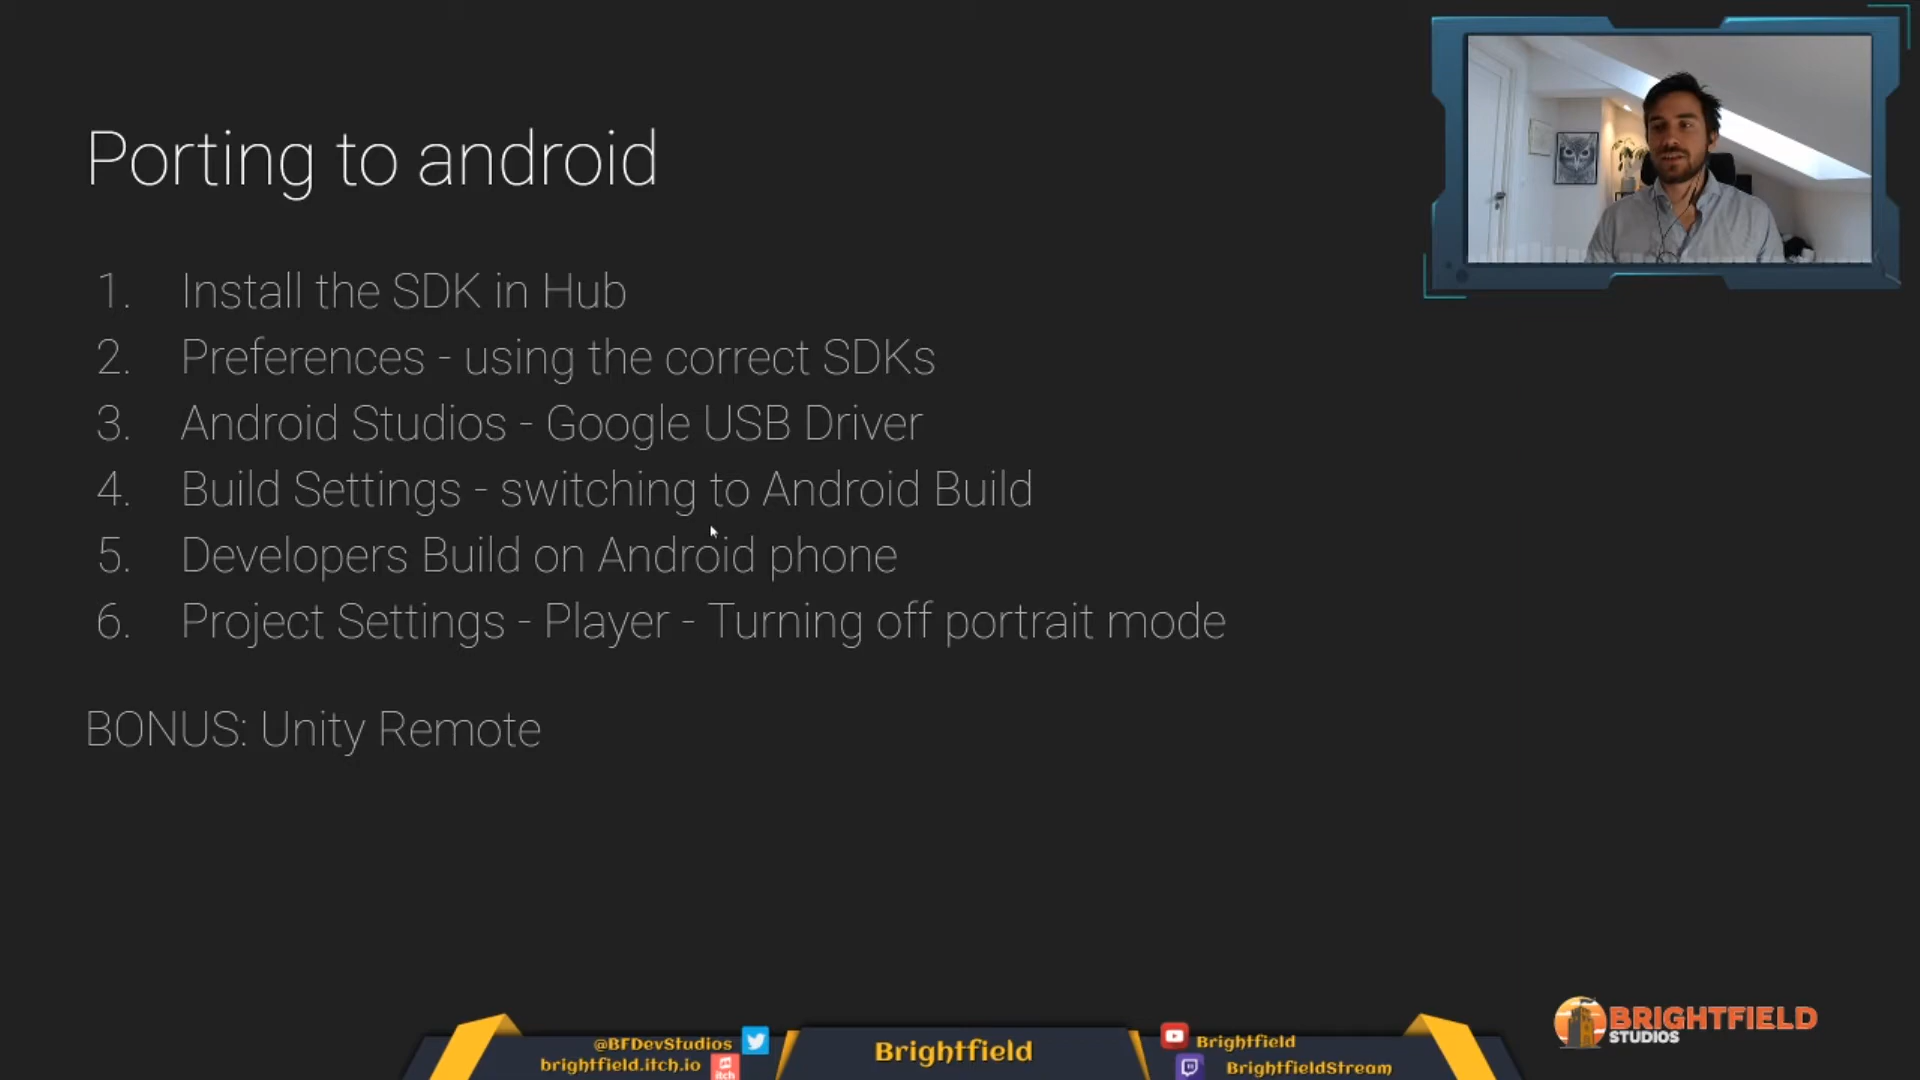 Porting to android
1. Install the SDK in Hub
2. Preferences - using the correct SDKs
3. Android Studios - Google USB Driver
4. Build Settings - switching to Android Build
5. Developers Build on Android phone
6. Project Settings - Player - Turning off portrait mode
BONUS: Unity Remote
@BFDevStudios
brightfield.itch.io
itch
Brightfield
Brightfield
BrightfieldStream
BRIGHTFIELD
STUDIOS